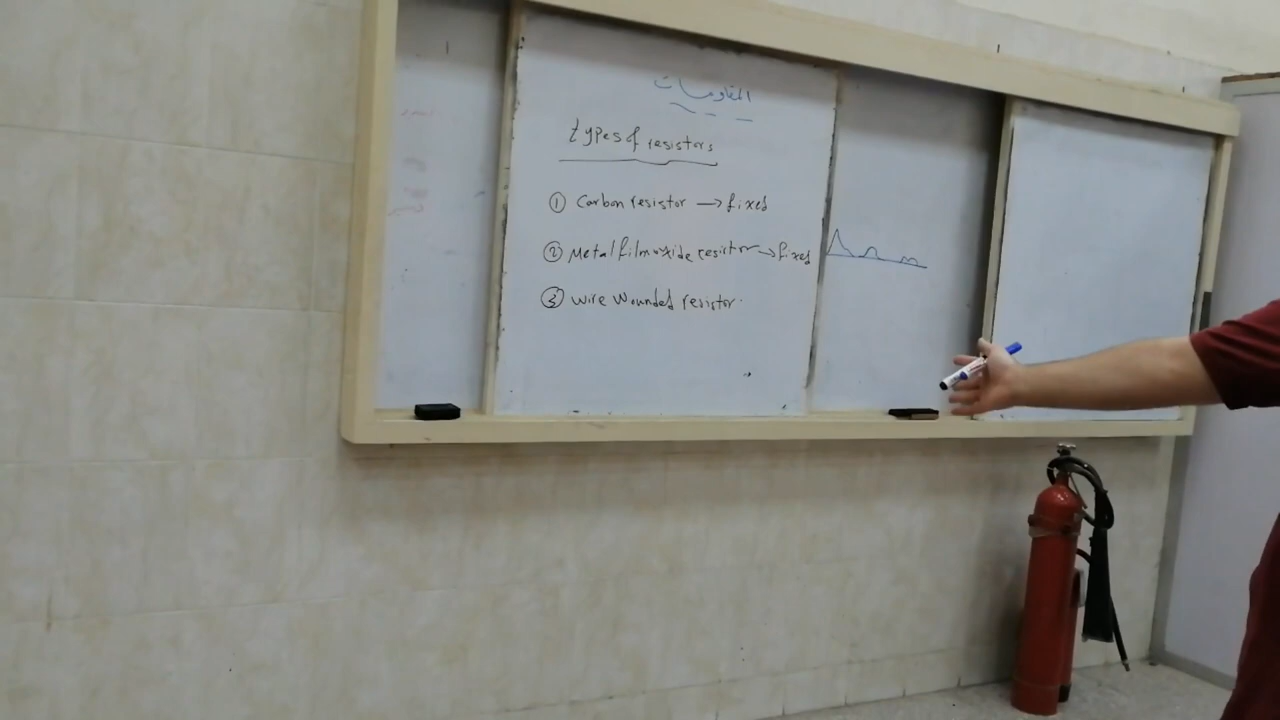 المقاومات
types of resistors
① Carbon resistor → fixed
② Metal film oxide resistor → fixed
③ Wire Wounded resistor